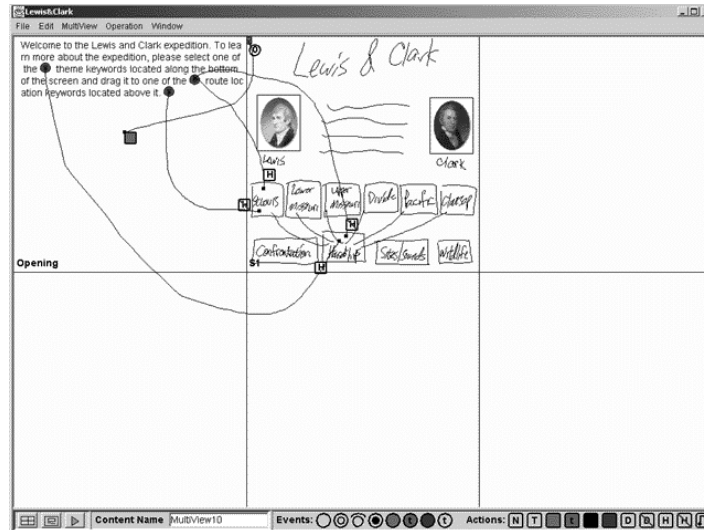 Lewis&Clark
File Edit MultiView Operation Window
Welcome to the Lewis and Clark expedition. To lea
rn more about the expedition, please select one of
the theme keywords located along the bottom
of the screen and drag it to one of the route loc
ation keywords located above it.
Lewis & Clark
Lewis
Clark
H
H
St Louis
Lower Missouri
Upper Missouri
Divide
Pacific
Clatsop
H
Confrontation
Hardships
Sites/Sounds
Wildlife
Opening
S1
H
Content Name MultiView10 Events: t t Actions: N T t D D H H